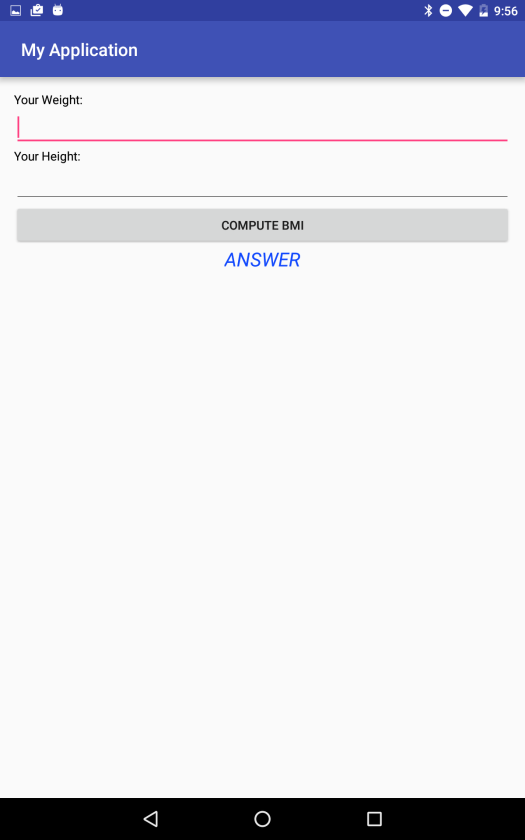 9:56
My Application
Your Weight:
Your Height:
COMPUTE BMI
ANSWER